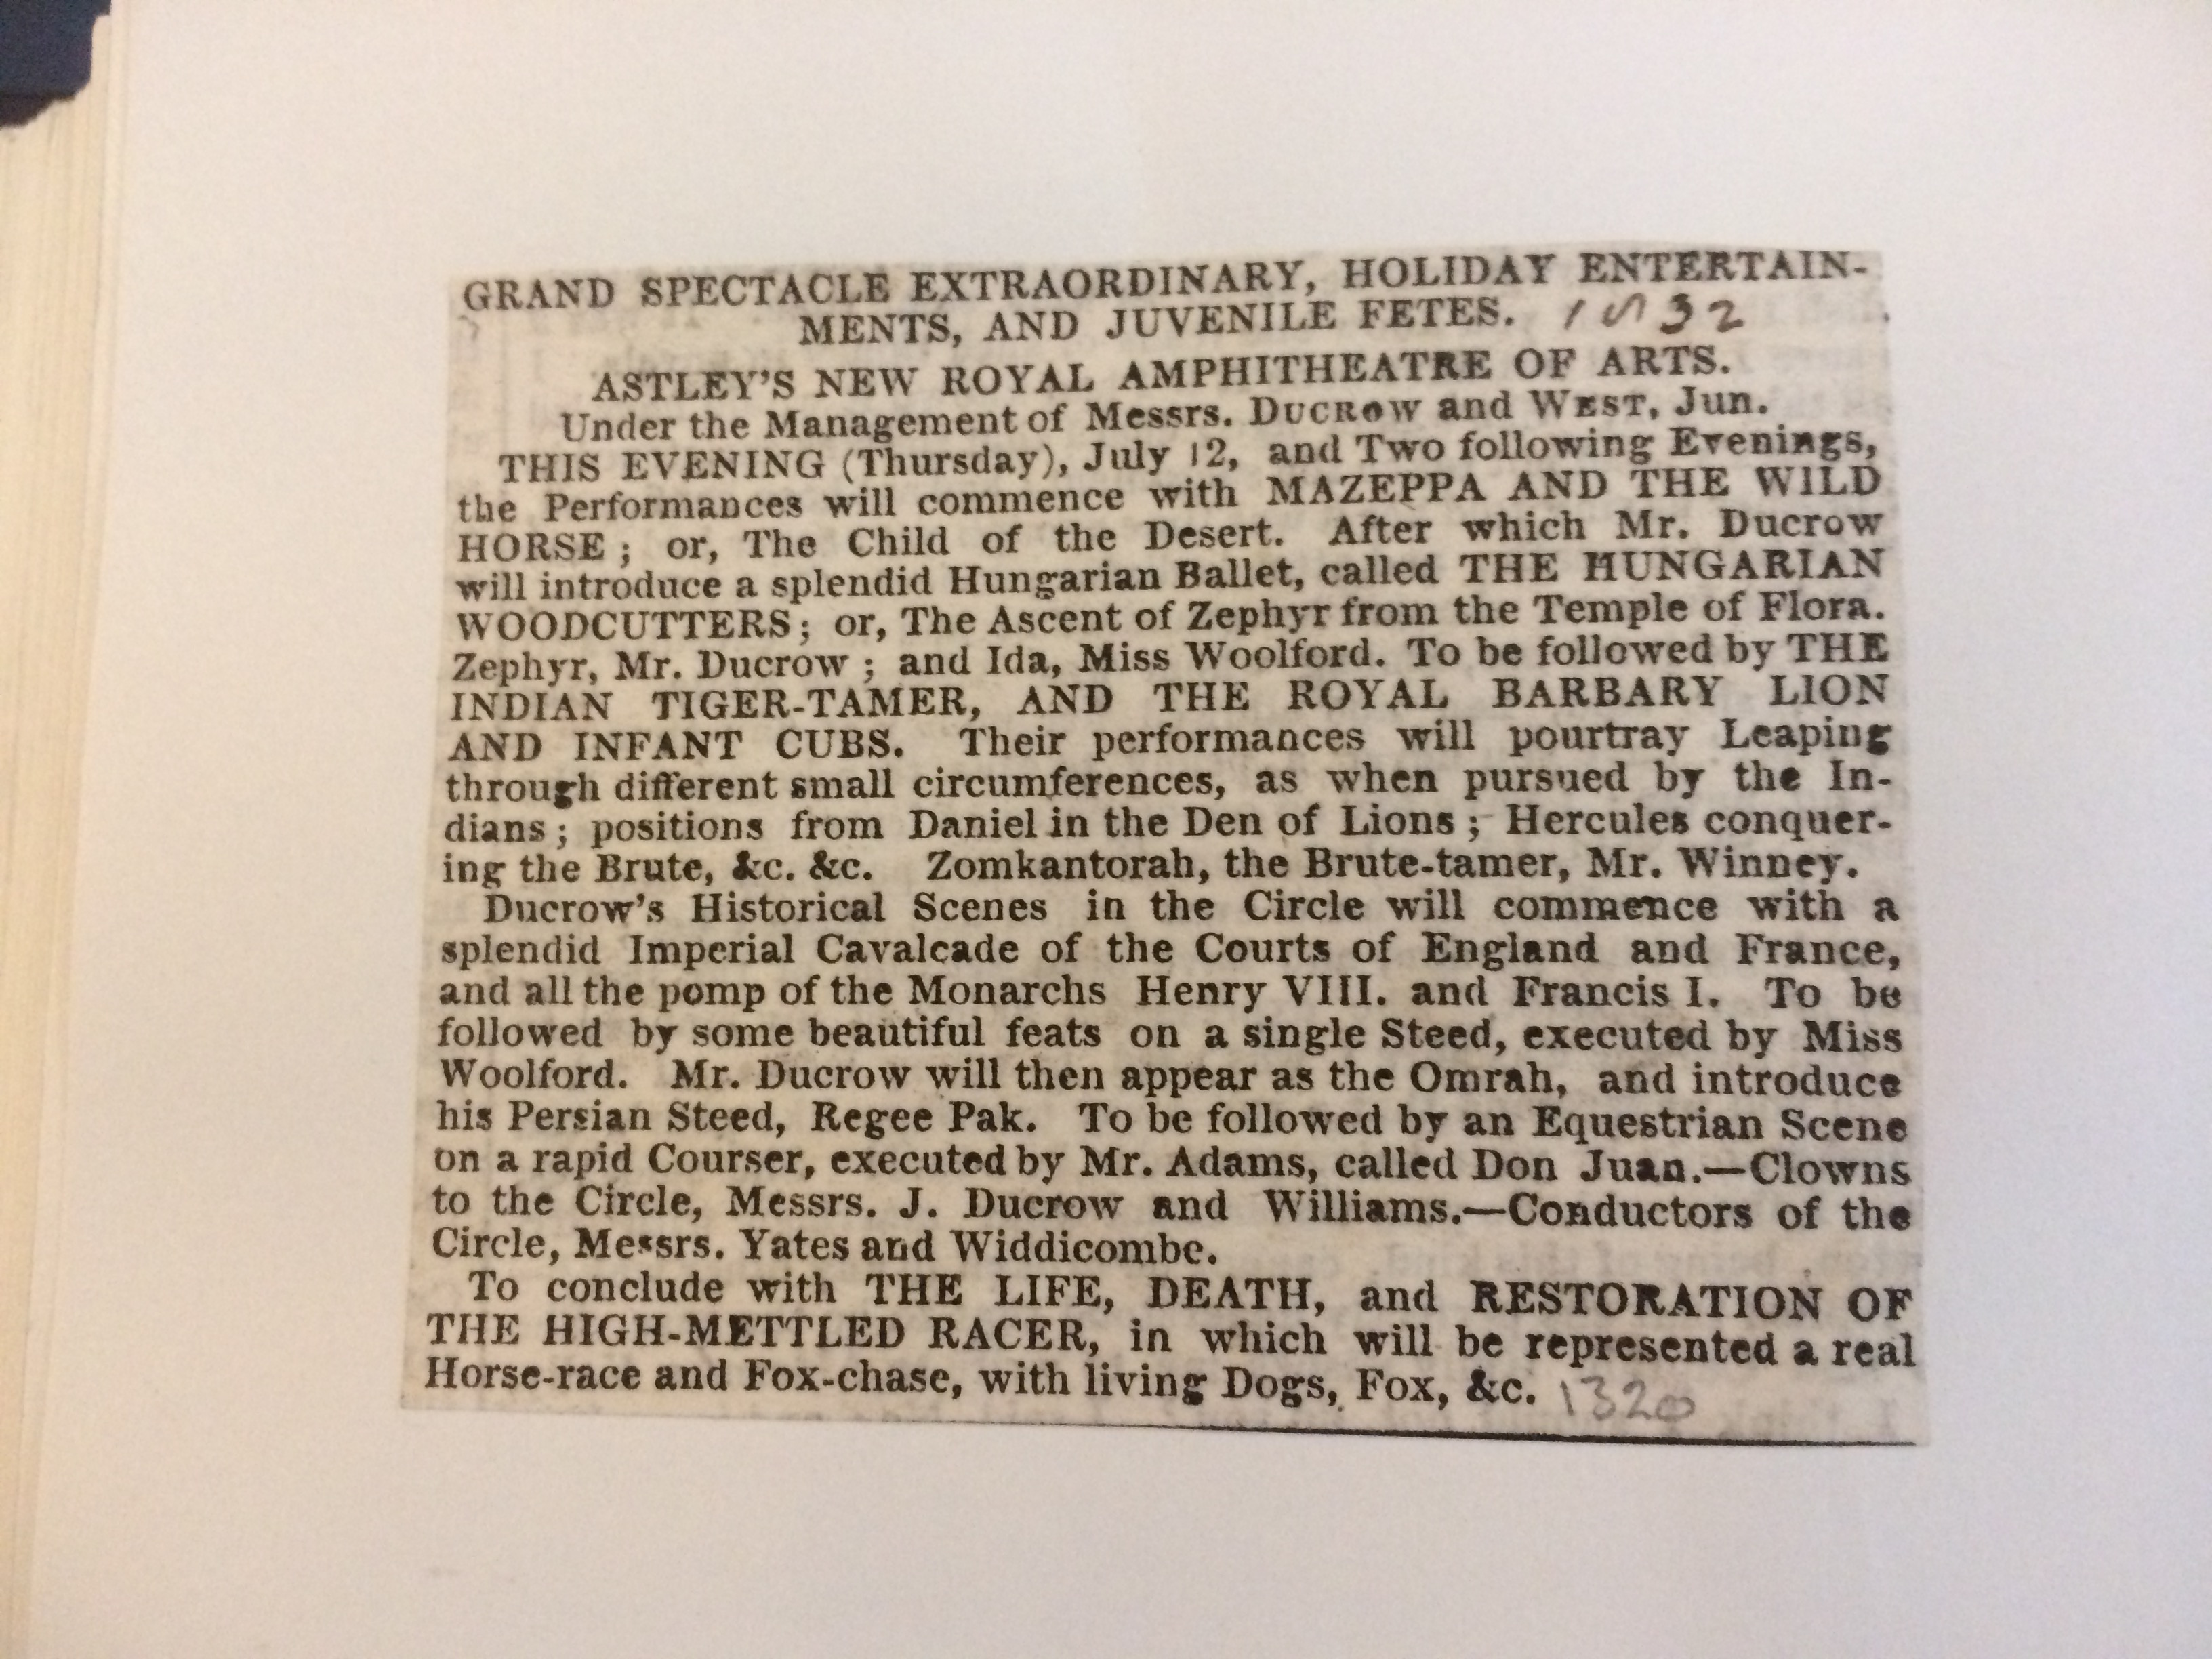 GRAND SPECTACLE EXTRAORDINARY, HOLIDAY ENTERTAIN-
MENTS, AND JUVENILE FETES. 1832
ASTLEY'S NEW ROYAL AMPHITHEATRE OF ARTS.
Under the Management of Messrs. DUCROW and WEST, Jun.
THIS EVENING (Thursday), July 12, and Two following Evenings,
the Performances will commence with MAZEPPA AND THE WILD
HORSE; or, The Child of the Desert. After which Mr. Ducrow
will introduce a splendid Hungarian Ballet, called THE HUNGARIAN
WOODCUTTERS; or, The Ascent of Zephyr from the Temple of Flora.
Zephyr, Mr. Ducrow; and Ida, Miss Woolford. To be followed by THE
INDIAN TIGER-TAMER, AND THE ROYAL BARBARY LION
AND INFANT CUBS. Their performances will pourtray Leaping
through different small circumferences, as when pursued by the In-
dians; positions from Daniel in the Den of Lions; Hercules conquer-
ing the Brute, &c. &c. Zomkantorah, the Brute-tamer, Mr. Winney.
Ducrow's Historical Scenes in the Circle will commence with a
splendid Imperial Cavalcade of the Courts of England and France,
and all the pomp of the Monarchs Henry VIII. and Francis I. To be
followed by some beautiful feats on a single Steed, executed by Miss
Woolford. Mr. Ducrow will then appear as the Omrah, and introduce
his Persian Steed, Regee Pak. To be followed by an Equestrian Scene
on a rapid Courser, executed by Mr. Adams, called Don Juan.—Clowns
to the Circle, Messrs. J. Ducrow and Williams.—Conductors of the
Circle, Messrs. Yates and Widdicombe.
To conclude with THE LIFE, DEATH, and RESTORATION OF
THE HIGH-METTLED RACER, in which will be represented a real
Horse-race and Fox-chase, with living Dogs, Fox, &c. 1320